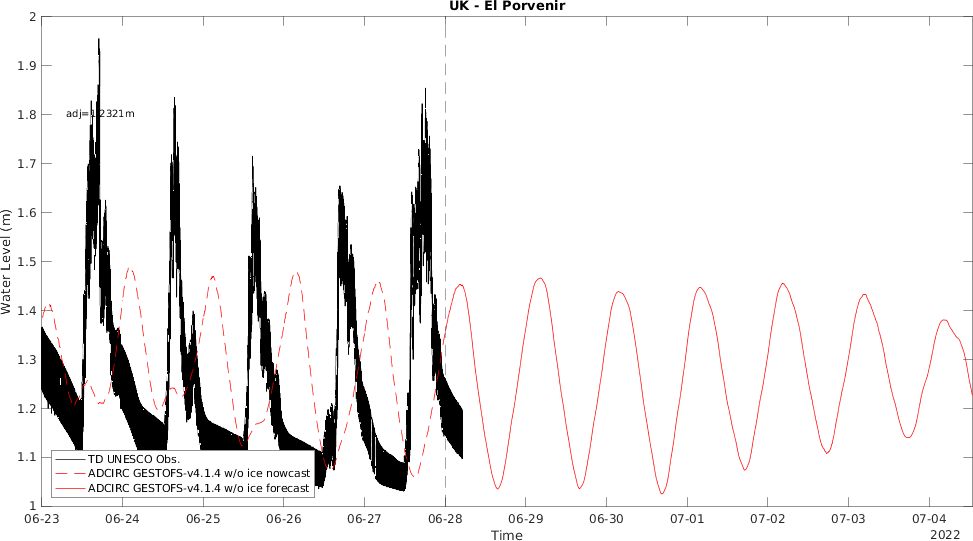 UK - El Porvenir
Water Level (m)
2
1.9
1.8
1.7
1.6
1.5
1.4
1.3
1.2
1.1
1
adj=1.2321m
TD UNESCO Obs.
ADCIRC GESTOFS-v4.1.4 w/o ice nowcast
ADCIRC GESTOFS-v4.1.4 w/o ice forecast
06-23 06-24 06-25 06-26 06-27 06-28 06-29 06-30 07-01 07-02 07-03 07-04
Time
2022